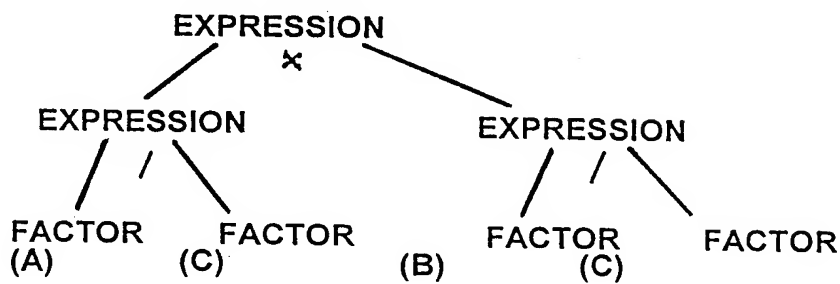 EXPRESSION
×
EXPRESSION EXPRESSION
/ /
FACTOR FACTOR FACTOR FACTOR
(A) (C) (B) (C)